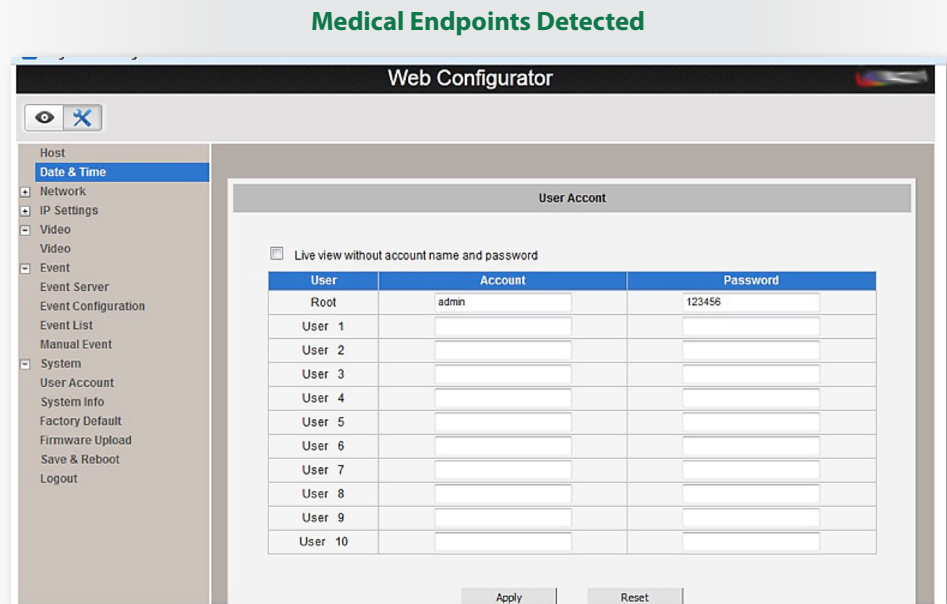 Medical Endpoints Detected
Web Configurator
Host
Date & Time
Network
IP Settings
Video
Video
Event
Event Server
Event Configuration
Event List
Manual Event
System
User Account
System Info
Factory Default
Firmware Upload
Save & Reboot
Logout
User Accont
Live view without account name and password
User Account Password
Root admin 123456
User 1
User 2
User 3
User 4
User 5
User 6
User 7
User 8
User 9
User 10
Apply Reset